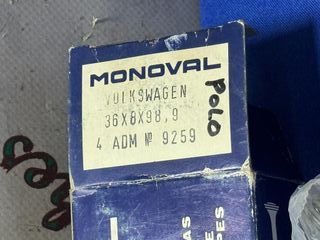 MONOVAL
VOLKSWAGEN
36X8X98,9
4 ADM Nº 9259
POLO